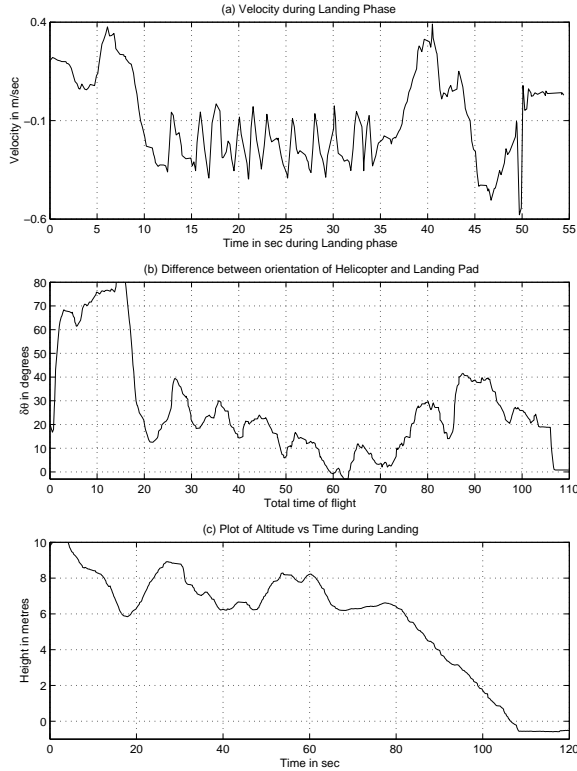 (a) Velocity during Landing Phase
0.4
−0.1
−0.6
Velocity in m/sec
0 5 10 15 20 25 30 35 40 45 50 55
Time in sec during Landing phase
(b) Difference between orientation of Helicopter and Landing Pad
80
70
60
50
40
30
20
10
0
δθ in degrees
0 10 20 30 40 50 60 70 80 90 100 110
Total time of flight
(c) Plot of Altitude vs Time during Landing
10
8
6
4
2
0
Height in metres
0 20 40 60 80 100 120
Time in sec